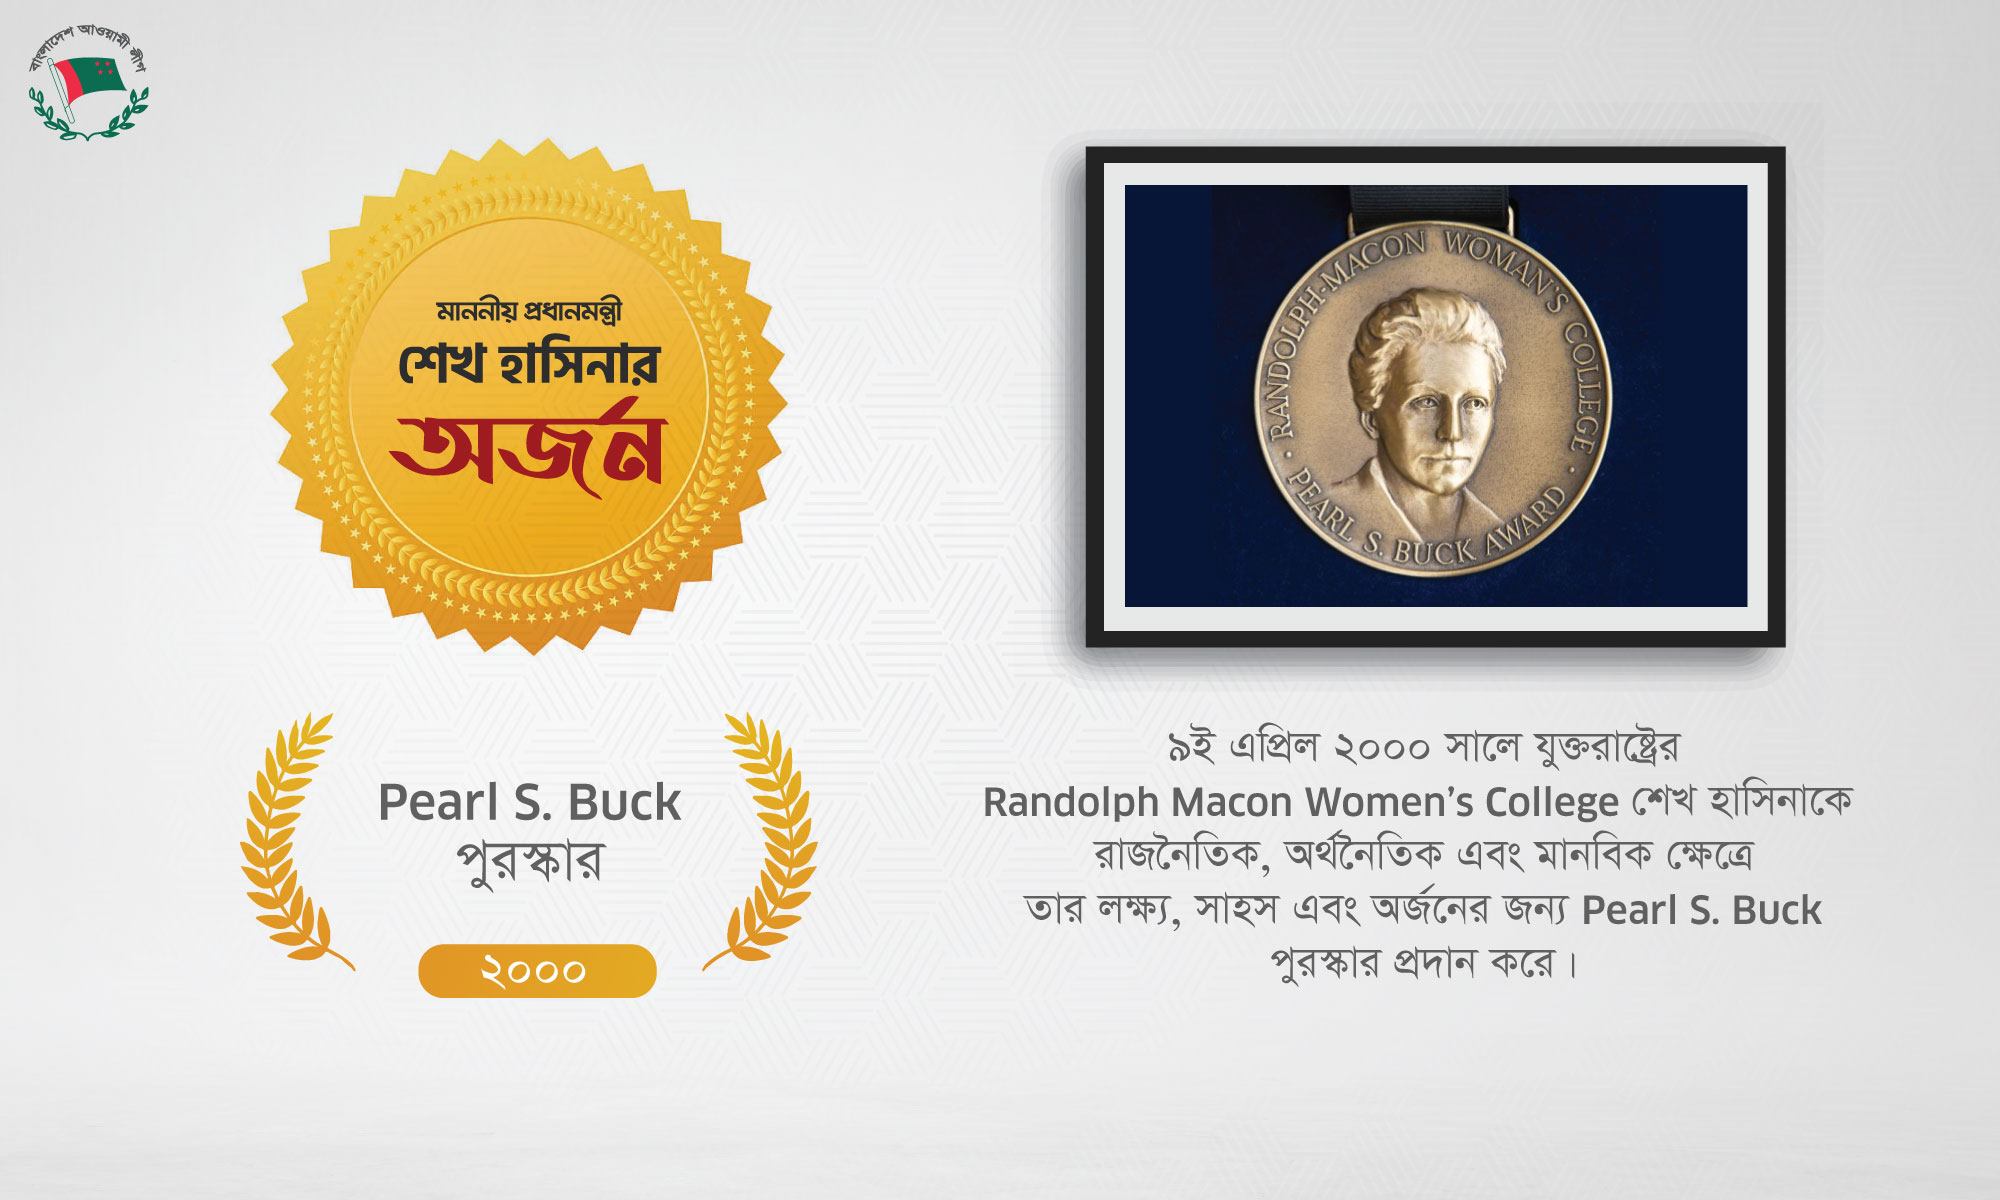 বাংলাদেশ আওয়ামী লীগ
মাননীয় প্রধানমন্ত্রী
শেখ হাসিনার
অর্জন
Pearl S. Buck
পুরস্কার
২০০০
RANDOLPH-MACON WOMAN'S COLLEGE
PEARL S. BUCK AWARD
৯ই এপ্রিল ২০০০ সালে যুক্তরাষ্ট্রের
Randolph Macon Women’s College শেখ হাসিনাকে
রাজনৈতিক, অর্থনৈতিক এবং মানবিক ক্ষেত্রে
তার লক্ষ্য, সাহস এবং অর্জনের জন্য Pearl S. Buck
পুরস্কার প্রদান করে।